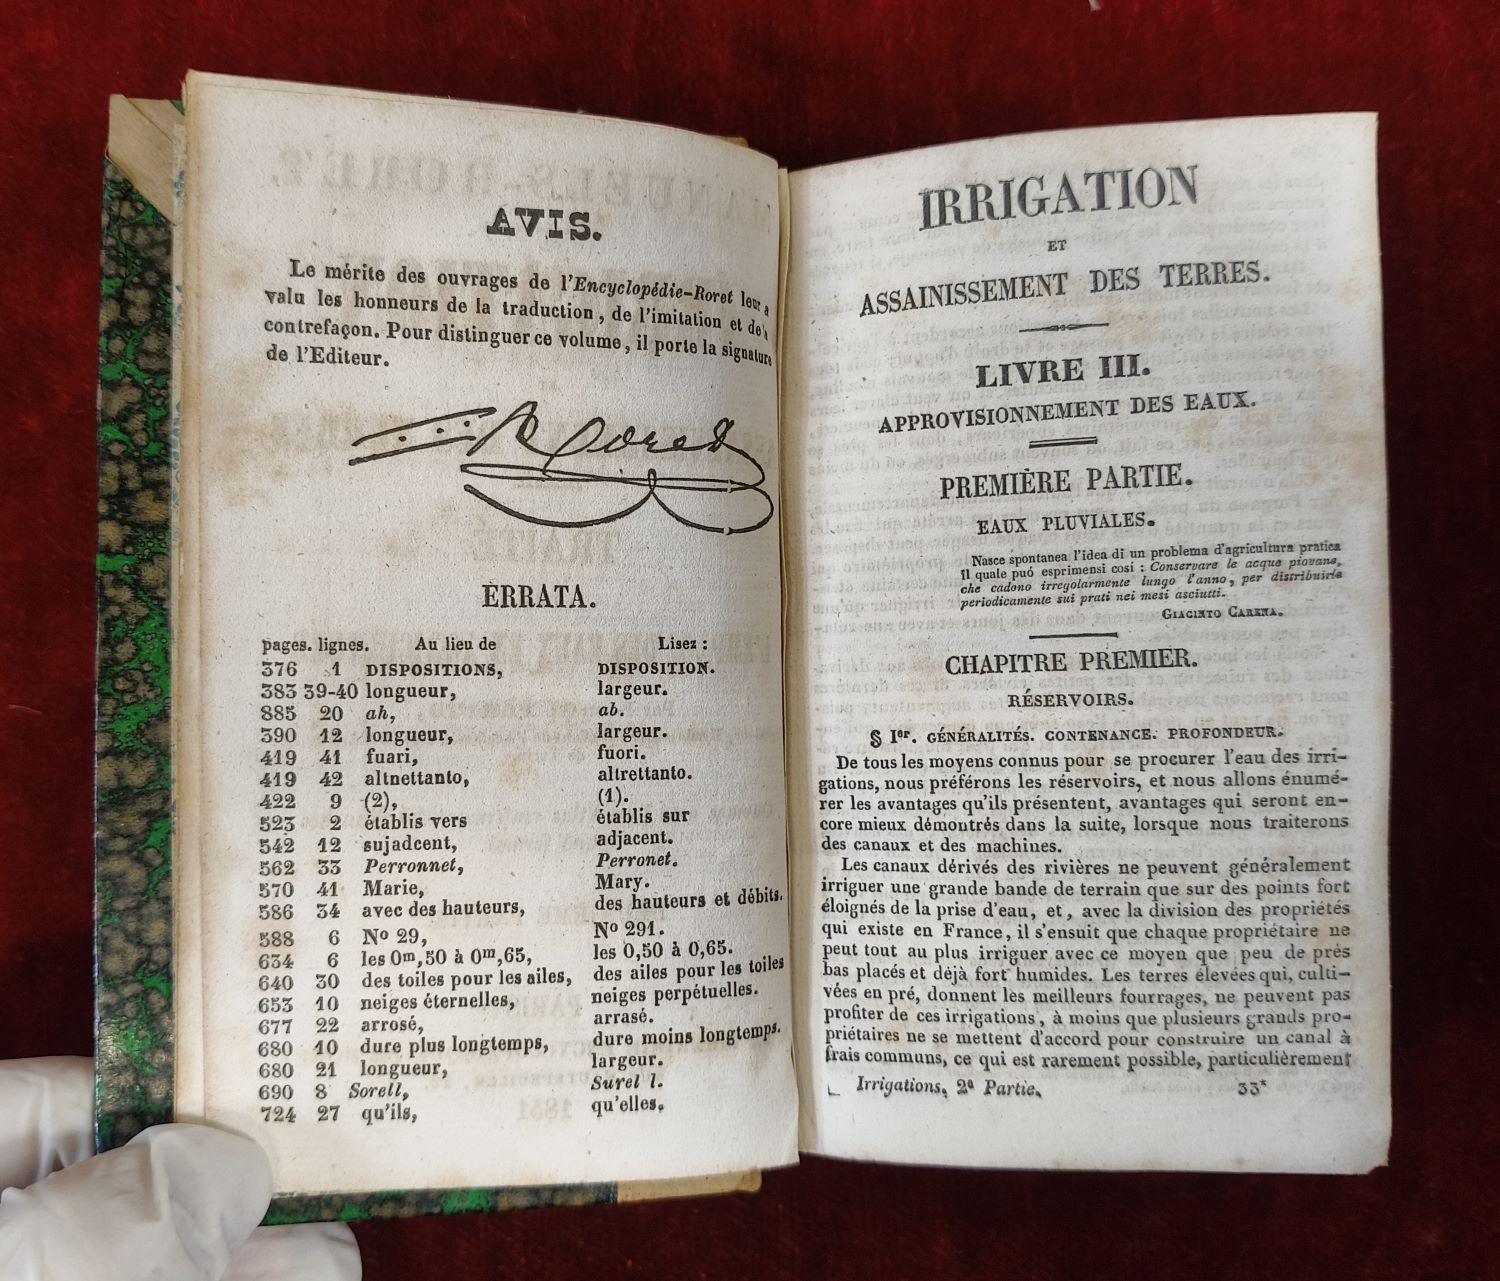 AVIS.
Le mérite des ouvrages de l'Encyclopédie-Roret leur a
valu les honneurs de la traduction, de l'imitation et de la
contrefaçon. Pour distinguer ce volume, il porte la signature
de l'Editeur.
Roret
ERRATA.
pages. lignes. Au lieu de Lisez :
376 1 DISPOSITIONS, DISPOSITION.
383 39-40 longueur, largeur.
885 20 ah, ab.
390 12 longueur, largeur.
419 41 fuari, fuori.
419 42 altnettanto, altrettanto.
422 9 (2), (1).
523 2 établis vers établis sur
542 12 sujadcent, adjacent.
562 33 Perronnet, Perronet.
570 41 Marie, Mary.
586 34 avec des hauteurs, des hauteurs et débits.
588 6 No 29, No 291.
634 6 les 0m,50 à 0m,65, les 0,50 à 0,65.
640 30 des toiles pour les ailes, des ailes pour les toiles
653 10 neiges éternelles, neiges perpétuelles.
677 22 arrosé, arrasé.
680 10 dure plus longtemps, dure moins longtemps.
680 21 longueur, largeur.
690 8 Sorell, Surel l.
724 27 qu'ils, qu'elles,
IRRIGATION
ET
ASSAINISSEMENT DES TERRES.
LIVRE III.
APPROVISIONNEMENT DES EAUX.
PREMIÈRE PARTIE.
EAUX PLUVIALES.
Nasce spontanea l'idea di un problema d'agricultura pratica
il quale puó esprimensi così : Conservare le acque piovane,
che cadono irregolarmente lungo l'anno, per distribuirle
periodicamente sui prati nei mesi asciutti.
GIACINTO CARENA.
CHAPITRE PREMIER.
RÉSERVOIRS.
§ Ier. GÉNÉRALITÉS. CONTENANCE. PROFONDEUR.
De tous les moyens connus pour se procurer l'eau des irri-
gations, nous préférons les réservoirs, et nous allons énumé-
rer les avantages qu'ils présentent, avantages qui seront en-
core mieux démontrés dans la suite, lorsque nous traiterons
des canaux et des machines.
Les canaux dérivés des rivières ne peuvent généralement
irriguer une grande bande de terrain que sur des points fort
éloignés de la prise d'eau, et, avec la division des propriétés
qui existe en France, il s'ensuit que chaque propriétaire ne
peut tout au plus irriguer avec ce moyen que peu de prés
bas placés et déjà fort humides. Les terres élevées qui, culti-
vées en pré, donnent les meilleurs fourrages, ne peuvent pas
profiter de ces irrigations, à moins que plusieurs grands pro-
priétaires ne se mettent d'accord pour construire un canal à
frais communs, ce qui est rarement possible, particulièrement
Irrigations, 2e Partie. 33*